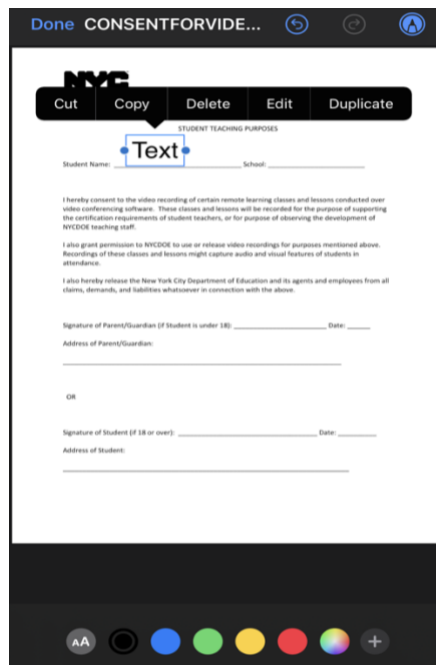 Done CONSENTFORVIDE...
NYC
Cut Copy Delete Edit Duplicate
STUDENT TEACHING PURPOSES
Text
Student Name: ____________ School: ____________
I hereby consent to the video recording of certain remote learning classes and lessons conducted over
video conferencing software. These classes and lessons will be recorded for the purpose of supporting
the certification requirements of student teachers, or for purpose of observing the development of
NYCDOE teaching staff.
I also grant permission to NYCDOE to use or release video recordings for purposes mentioned above.
Recordings of these classes and lessons might capture audio and visual features of students in
attendance.
I also hereby release the New York City Department of Education and its agents and employees from all
claims, demands, and liabilities whatsoever in connection with the above.
Signature of Parent/Guardian (if Student is under 18): ____________ Date: ______
Address of Parent/Guardian:
OR
Signature of Student (if 18 or over): ____________ Date: ______
Address of Student:
AA